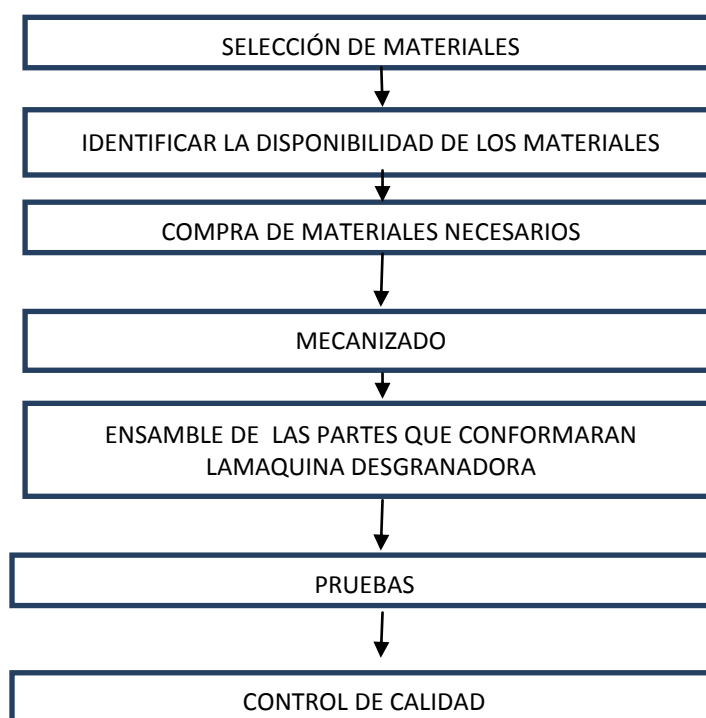 SELECCIÓN DE MATERIALES
IDENTIFICAR LA DISPONIBILIDAD DE LOS MATERIALES
COMPRA DE MATERIALES NECESARIOS
MECANIZADO
ENSAMBLE DE  LAS PARTES QUE CONFORMARAN
LAMAQUINA DESGRANADORA
PRUEBAS
CONTROL DE CALIDAD